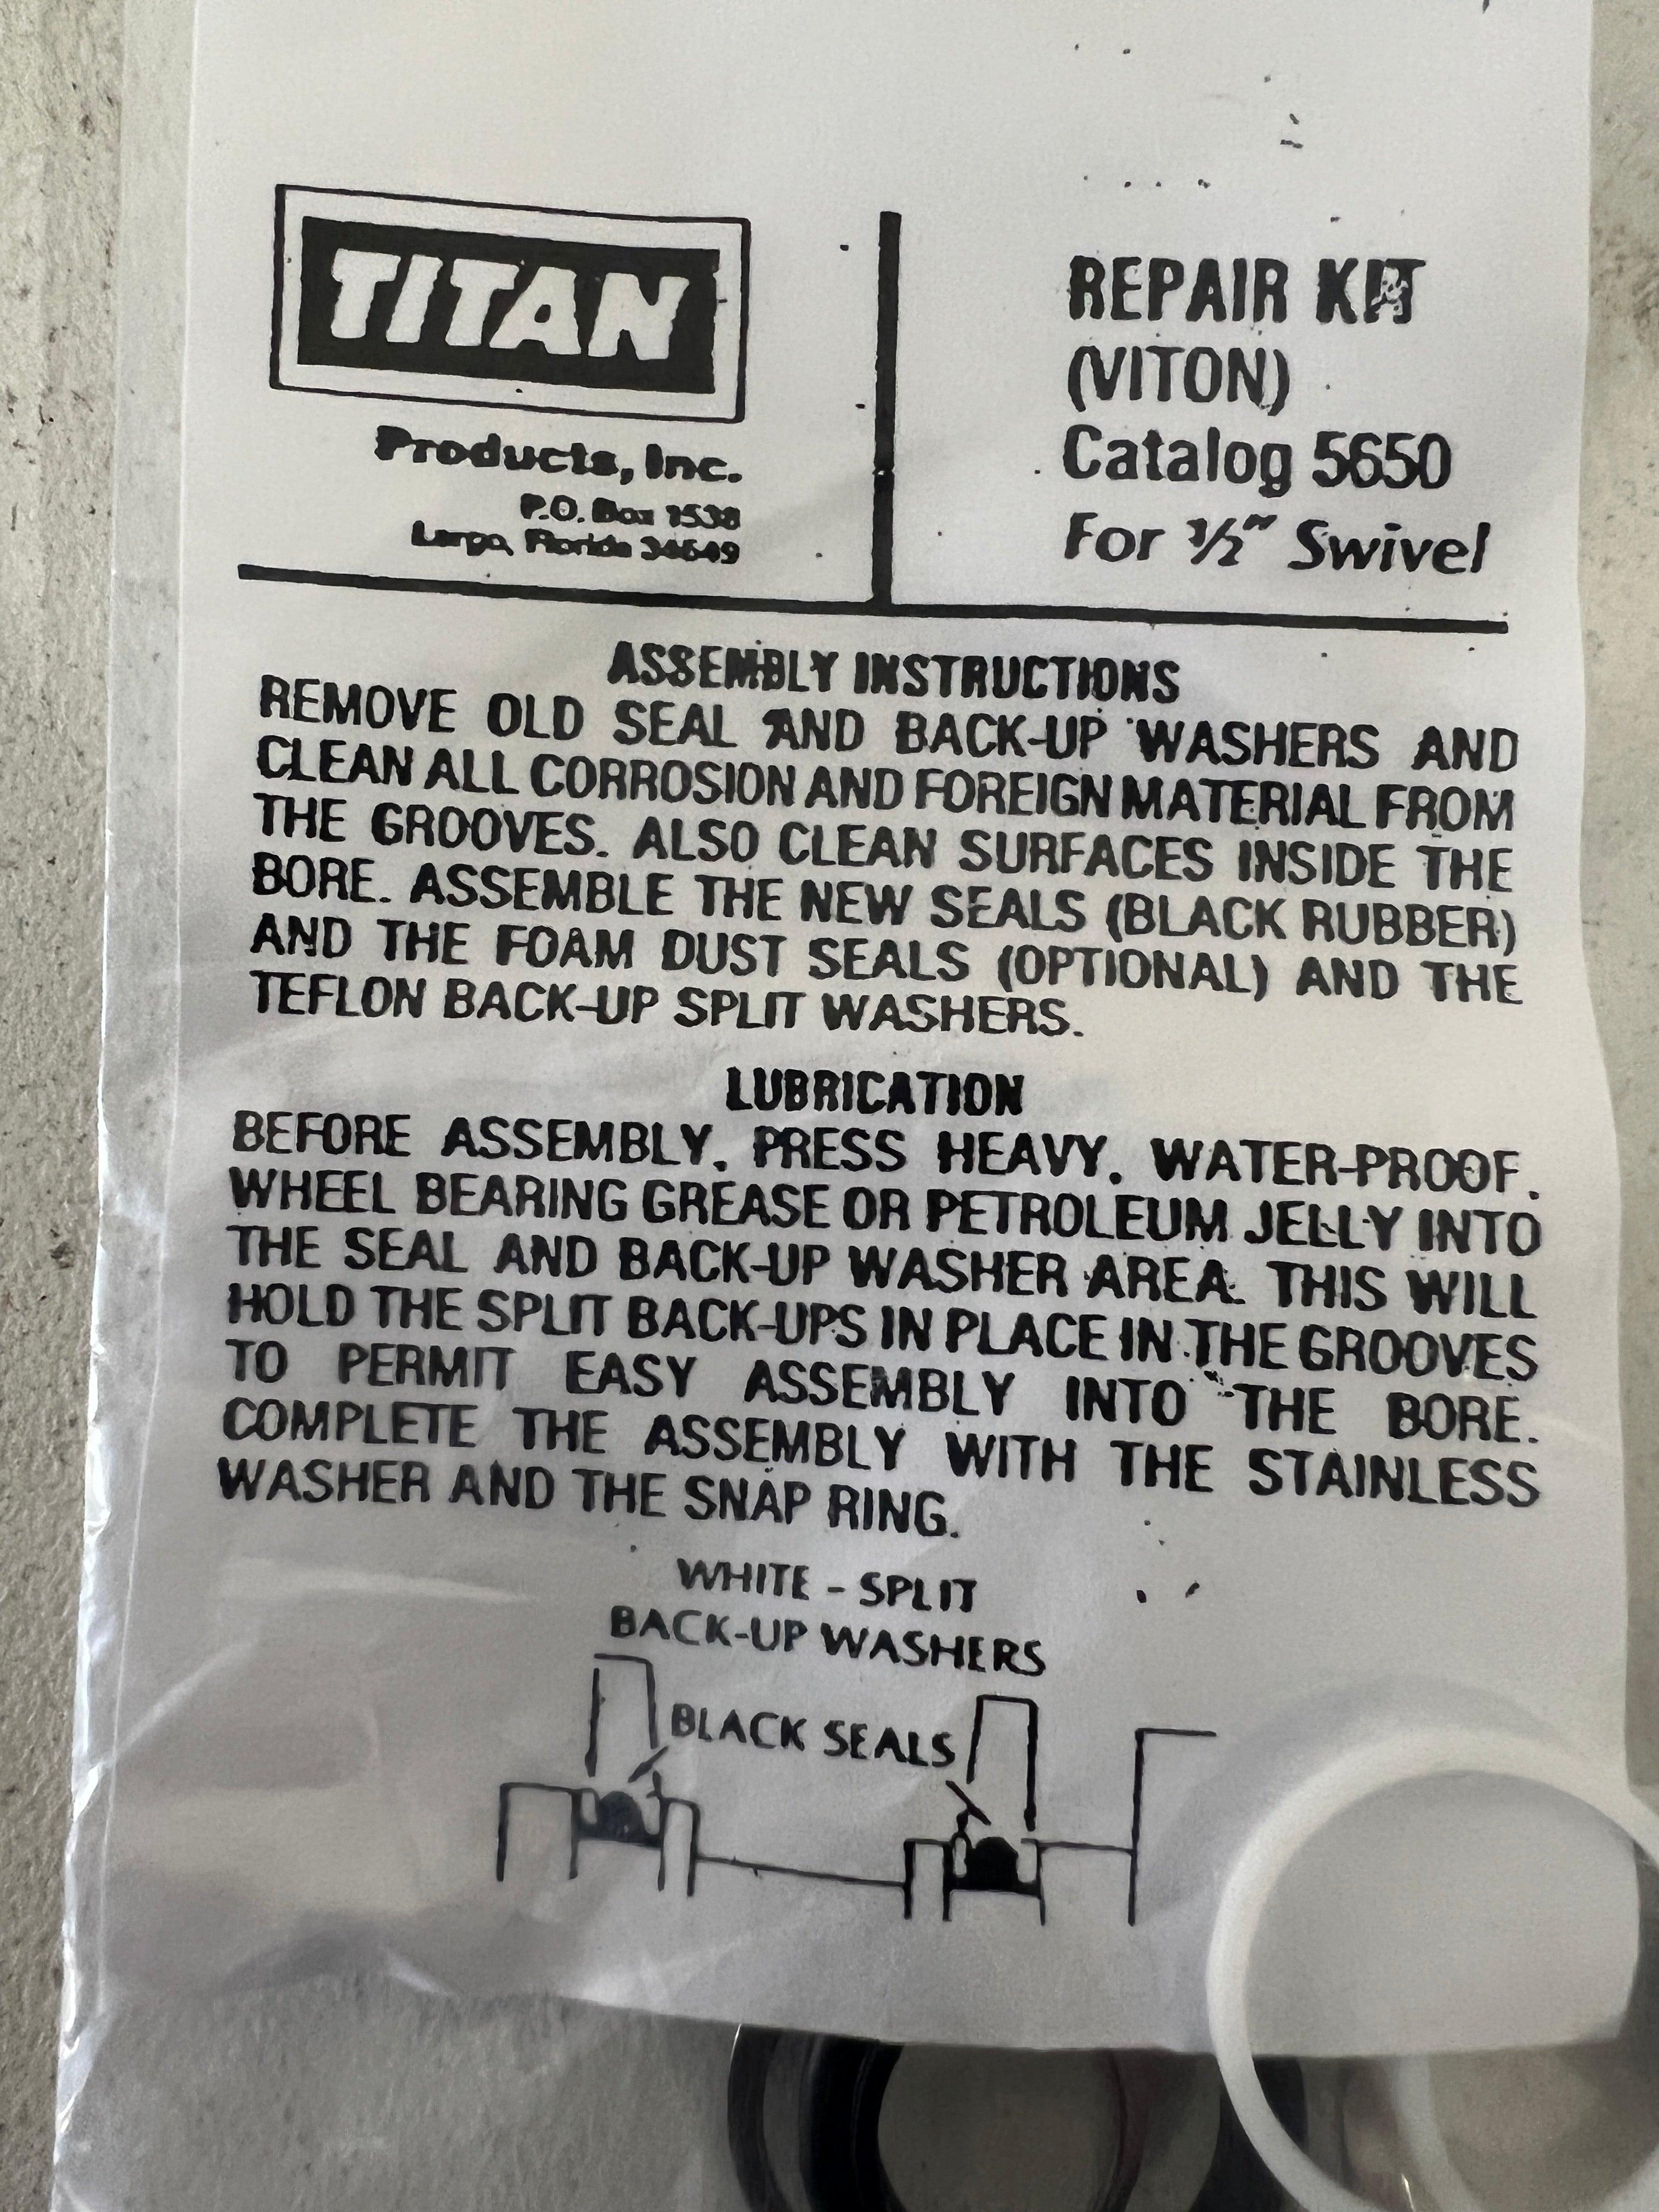 TITAN
Products, Inc.
P.O. Box 1538
Largo, Florida 34649
REPAIR KIT
(VITON)
Catalog 5650
For ½" Swivel
ASSEMBLY INSTRUCTIONS
REMOVE OLD SEAL AND BACK-UP WASHERS AND
CLEAN ALL CORROSION AND FOREIGN MATERIAL FROM
THE GROOVES. ALSO CLEAN SURFACES INSIDE THE
BORE. ASSEMBLE THE NEW SEALS (BLACK RUBBER)
AND THE FOAM DUST SEALS (OPTIONAL) AND THE
TEFLON BACK-UP SPLIT WASHERS.
LUBRICATION
BEFORE ASSEMBLY, PRESS HEAVY, WATER-PROOF,
WHEEL BEARING GREASE OR PETROLEUM JELLY INTO
THE SEAL AND BACK-UP WASHER AREA. THIS WILL
HOLD THE SPLIT BACK-UPS IN PLACE IN THE GROOVES
TO PERMIT EASY ASSEMBLY INTO THE BORE.
COMPLETE THE ASSEMBLY WITH THE STAINLESS
WASHER AND THE SNAP RING.
WHITE - SPLIT
BACK-UP WASHERS
BLACK SEALS